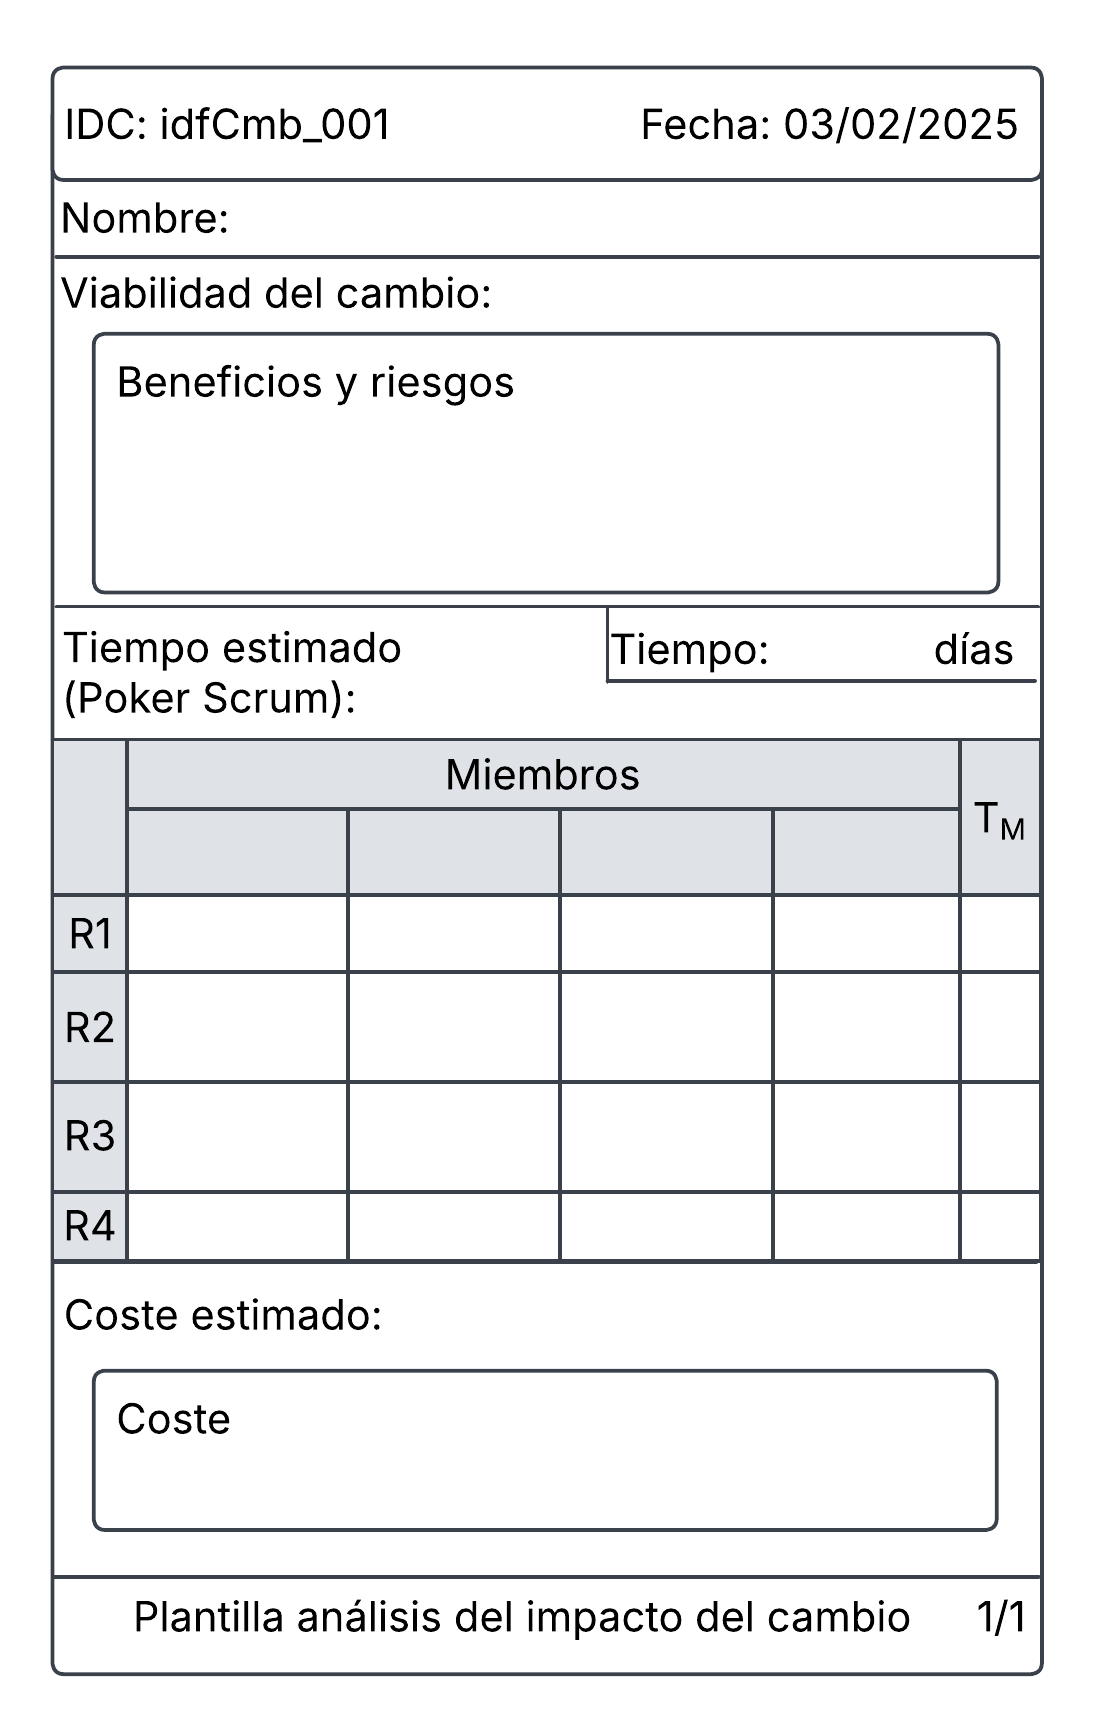 IDC: idfCmb_001 Fecha: 03/02/2025
Nombre:
Viabilidad del cambio:
Beneficios y riesgos
Tiempo estimado
(Poker Scrum):
Tiempo: días
Miembros
TM
R1
R2
R3
R4
Coste estimado:
Coste
Plantilla análisis del impacto del cambio 1/1